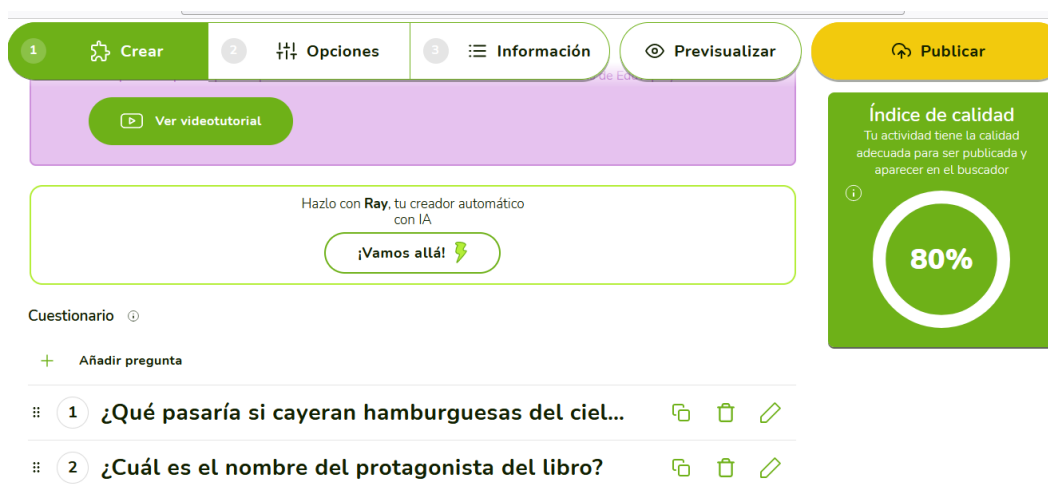 1 Crear
2 Opciones
3 Información
Previsualizar
Publicar
de Edu
Ver videotutorial
Índice de calidad
Tu actividad tiene la calidad
adecuada para ser publicada y
aparecer en el buscador
80%
Hazlo con Ray, tu creador automático
con IA
¡Vamos allá!
Cuestionario
Añadir pregunta
1 ¿Qué pasaría si cayeran hamburguesas del ciel...
2 ¿Cuál es el nombre del protagonista del libro?